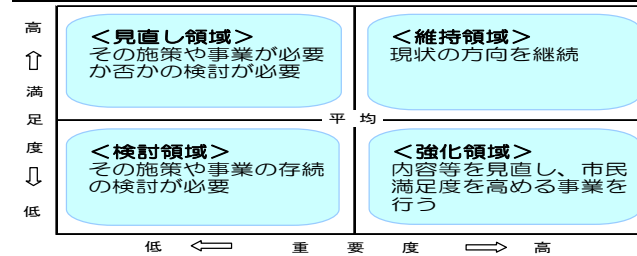 高
⇧
満
足
度
⇩
低
＜見直し領域＞
その施策や事業が必要
か否かの検討が必要
＜維持領域＞
現状の方向を継続
平 均
＜検討領域＞
その施策や事業の存続
の検討が必要
＜強化領域＞
内容等を見直し、市民
満足度を高める事業を
行う
低 ⇦ 重 要 度 ⇨ 高